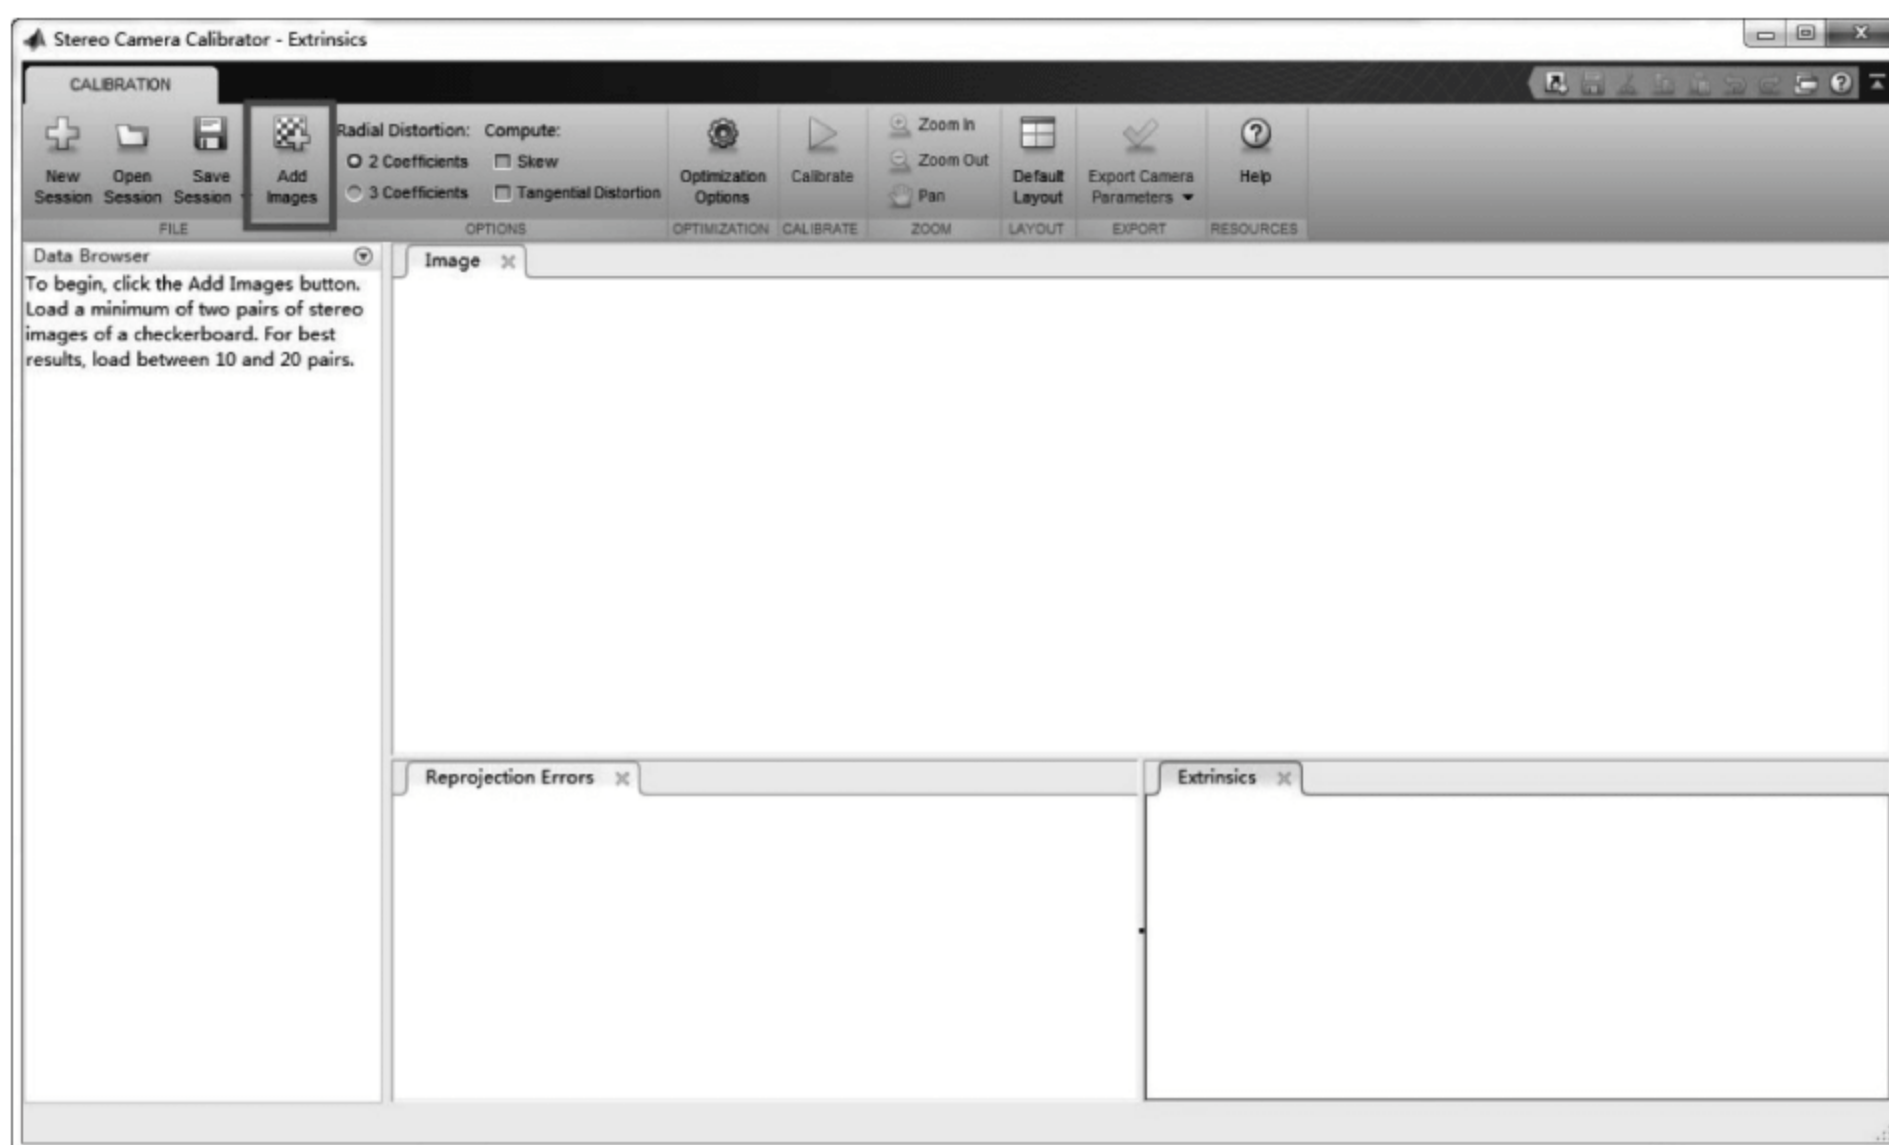 Stereo Camera Calibrator - Extrinsics
CALIBRATION
New Session
Open Session
Save Session
Add Images
Radial Distortion:
2 Coefficients
3 Coefficients
Compute:
Skew
Tangential Distortion
Optimization Options
Calibrate
Zoom In
Zoom Out
Pan
Default Layout
Export Camera Parameters
Help
FILE
OPTIONS
OPTIMIZATION
CALIBRATE
ZOOM
LAYOUT
EXPORT
RESOURCES
Data Browser
To begin, click the Add Images button.
Load a minimum of two pairs of stereo
images of a checkerboard. For best
results, load between 10 and 20 pairs.
Image
Reprojection Errors
Extrinsics